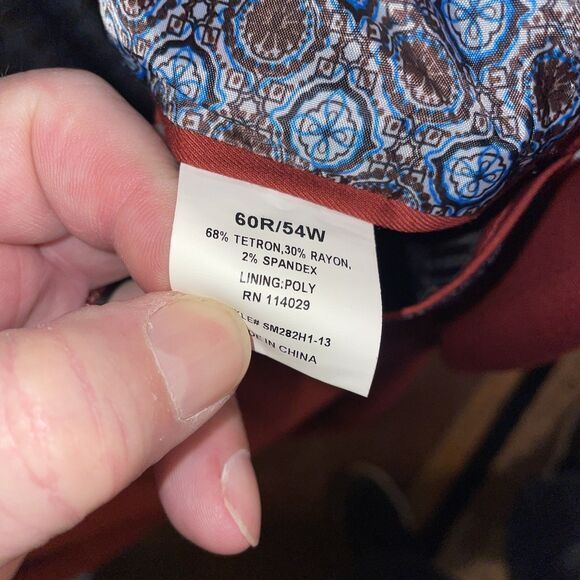 60R/54W
68% TETRON,30% RAYON,
2% SPANDEX
LINING:POLY
RN 114029
SM282H1-13
IN CHINA